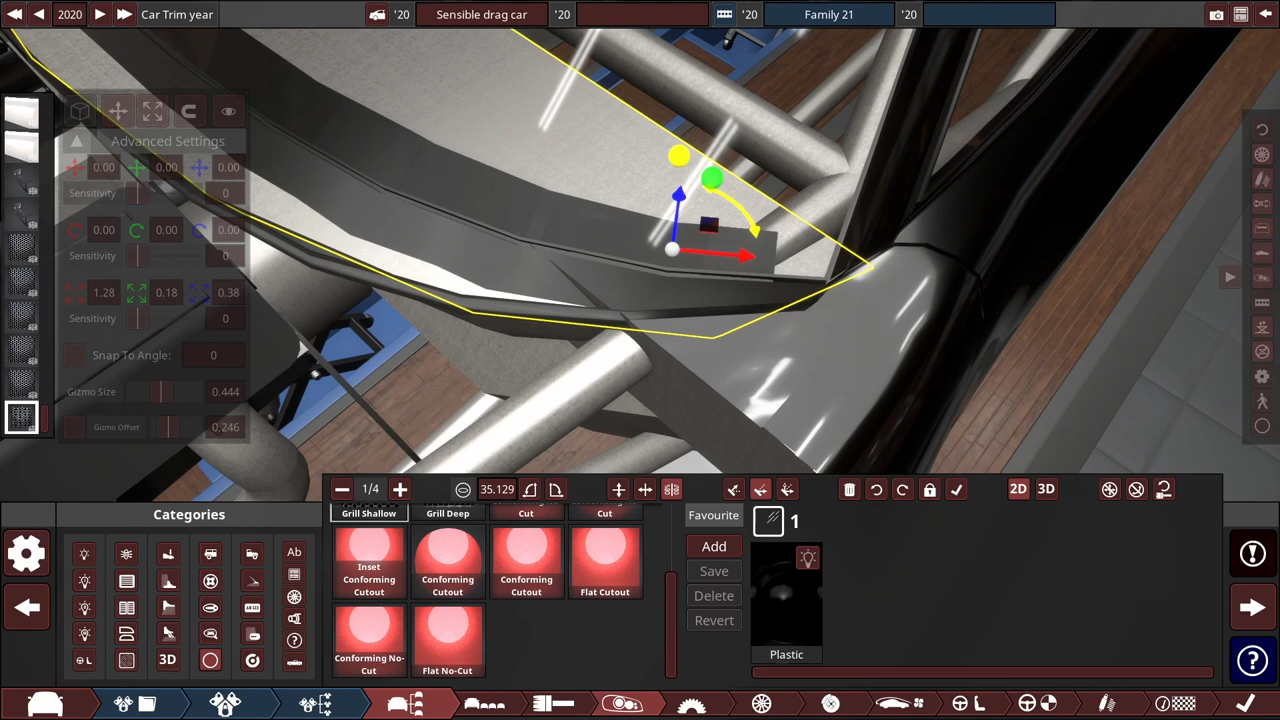 2020 Car Trim year '20 Sensible drag car '20 '20 Family 21 '20
Advanced Settings
0.00 0.00 0.00
Sensitivity 0
0.00 0.00 0.00
Sensitivity 0
1.28 0.18 0.38
Sensitivity 0
Snap To Angle: 0
Gizmo Size 0.444
Gizmo Offset 0.246
1/4 35.129 2D 3D
Categories
Grill Shallow
Grill Deep
Cut
Cut
Inset Conforming Cutout
Conforming Cutout
Conforming Cutout
Flat Cutout
Conforming No-Cut
Flat No-Cut
Favourite
Add
Save
Delete
Revert
1
Plastic
Ab
3D
L